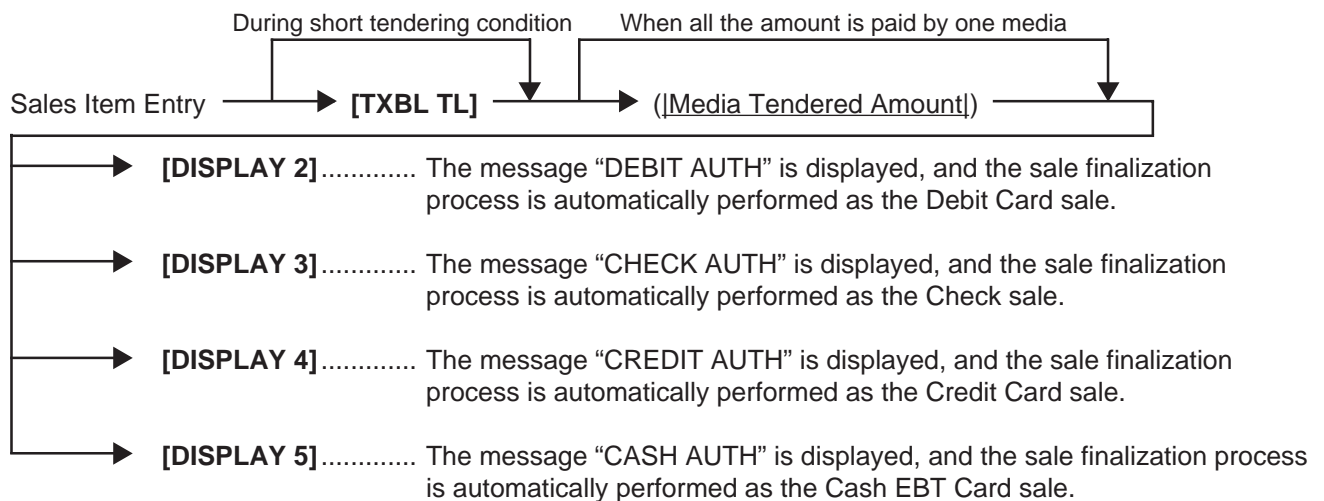 During short tendering condition When all the amount is paid by one media
Sales Item Entry [TXBL TL] (|Media Tendered Amount|)
[DISPLAY 2] ............. The message “DEBIT AUTH” is displayed, and the sale finalization
process is automatically performed as the Debit Card sale.
[DISPLAY 3] ............. The message “CHECK AUTH” is displayed, and the sale finalization
process is automatically performed as the Check sale.
[DISPLAY 4] ............. The message “CREDIT AUTH” is displayed, and the sale finalization
process is automatically performed as the Credit Card sale.
[DISPLAY 5] ............. The message “CASH AUTH” is displayed, and the sale finalization process
is automatically performed as the Cash EBT Card sale.